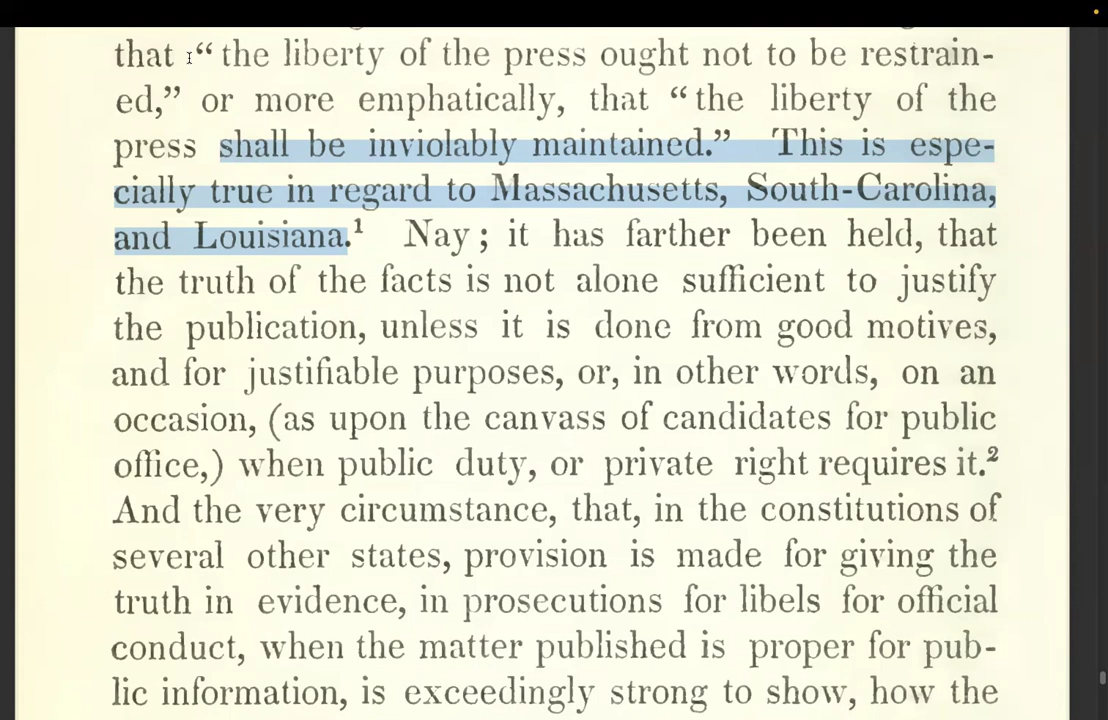 that “ the liberty of the press ought not to be restrain-
ed,” or more emphatically, that “ the liberty of the
press shall be inviolably maintained.” This is espe-
cially true in regard to Massachusetts, South-Carolina,
and Louisiana.¹ Nay ; it has farther been held, that
the truth of the facts is not alone sufficient to justify
the publication, unless it is done from good motives,
and for justifiable purposes, or, in other words, on an
occasion, (as upon the canvass of candidates for public
office,) when public duty, or private right requires it.²
And the very circumstance, that, in the constitutions of
several other states, provision is made for giving the
truth in evidence, in prosecutions for libels for official
conduct, when the matter published is proper for pub-
lic information, is exceedingly strong to show, how the